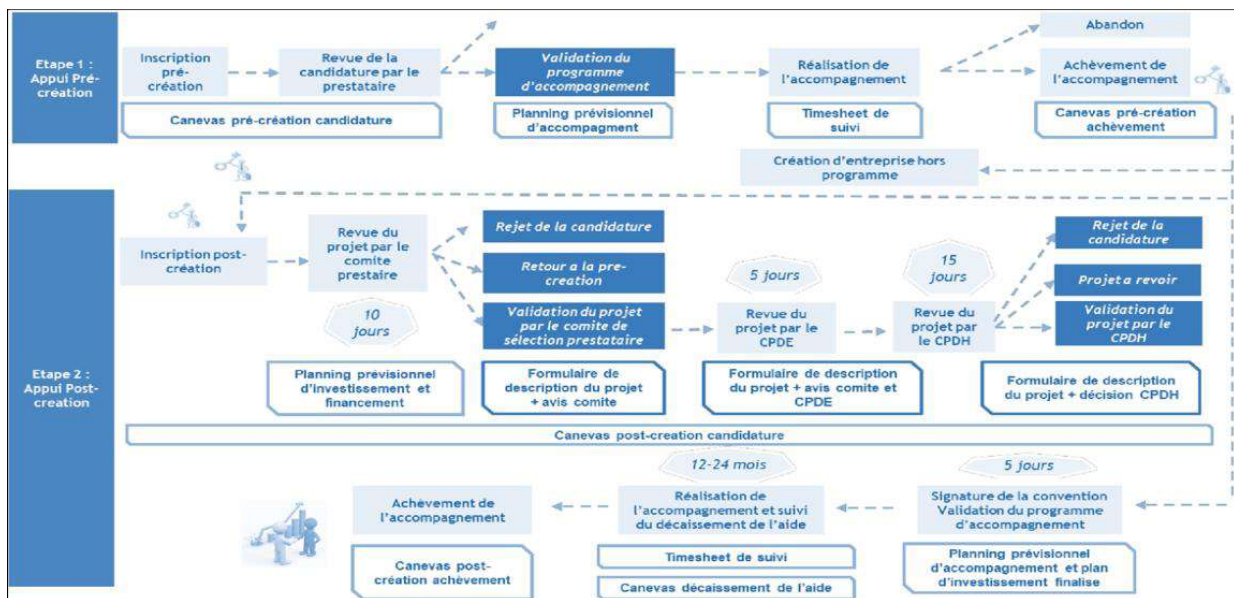 Etape 1 :
Appui Pré-
création
Inscription
pré-
création
Revue de la
candidature par le
prestataire
Validation du
programme
d'accompagnement
Réalisation de
l'accompagnement
Abandon
Achèvement de
l'accompagnement
Canevas pré-création candidature
Planning prévisionnel
d'accompagment
Timesheet de
suivi
Canevas pré-création
achèvement
Création d'entreprise hors
programme
Etape 2 :
Appui Post-
creation
Inscription post-
création
Revue du
projet par le
comite
prestaire
Rejet de la candidature
Retour a la pre-
creation
Validation du projet
par le comite de
sélection prestataire
10
jours
5 jours
Revue du
projet par le
CPDE
15
jours
Revue du
projet par
le CPDH
Rejet de la
candidature
Projet a revoir
Validation du
projet par le
CPDH
Planning prévisionnel
d'investissement et
financement
Formulaire de
description du projet
+ avis comite
Formulaire de description
du projet + avis comite et
CPDE
Formulaire de description
du projet + décision CPDH
Canevas post-creation candidature
12-24 mois
5 jours
Achèvement de
l'accompagnement
Réalisation de
l'accompagnement et suivi
du décaissement de l'aide
Signature de la convention
Validation du programme
d'accompagnement
Canevas post-
création achèvement
Timesheet de suivi
Canevas décaissement de l'aide
Planning prévisionnel
d'accompagnement et plan
d'investissement finalise